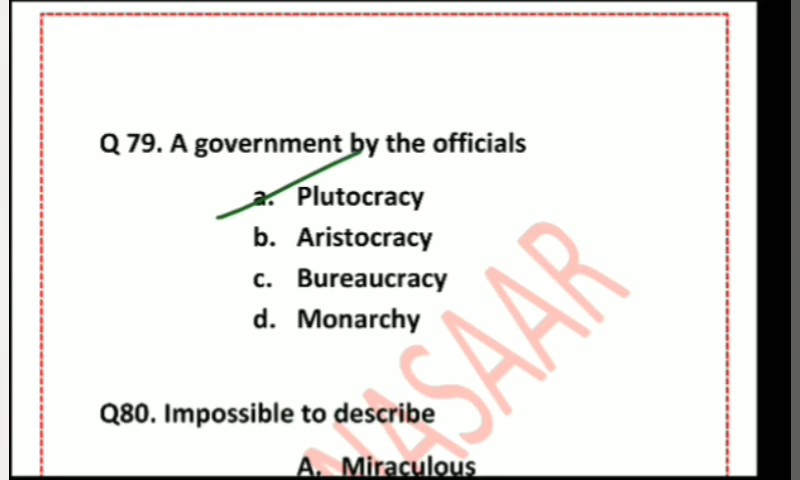 Q 79. A government by the officials
a. Plutocracy
b. Aristocracy
c. Bureaucracy
d. Monarchy
NASAAR
Q80. Impossible to describe
A. Miraculous